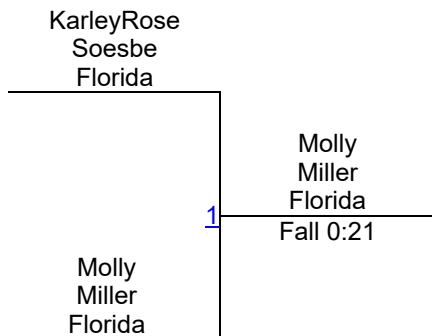 KarleyRose
Soesbe
Florida
Molly
Miller
Florida
1
Fall 0:21
Molly
Miller
Florida